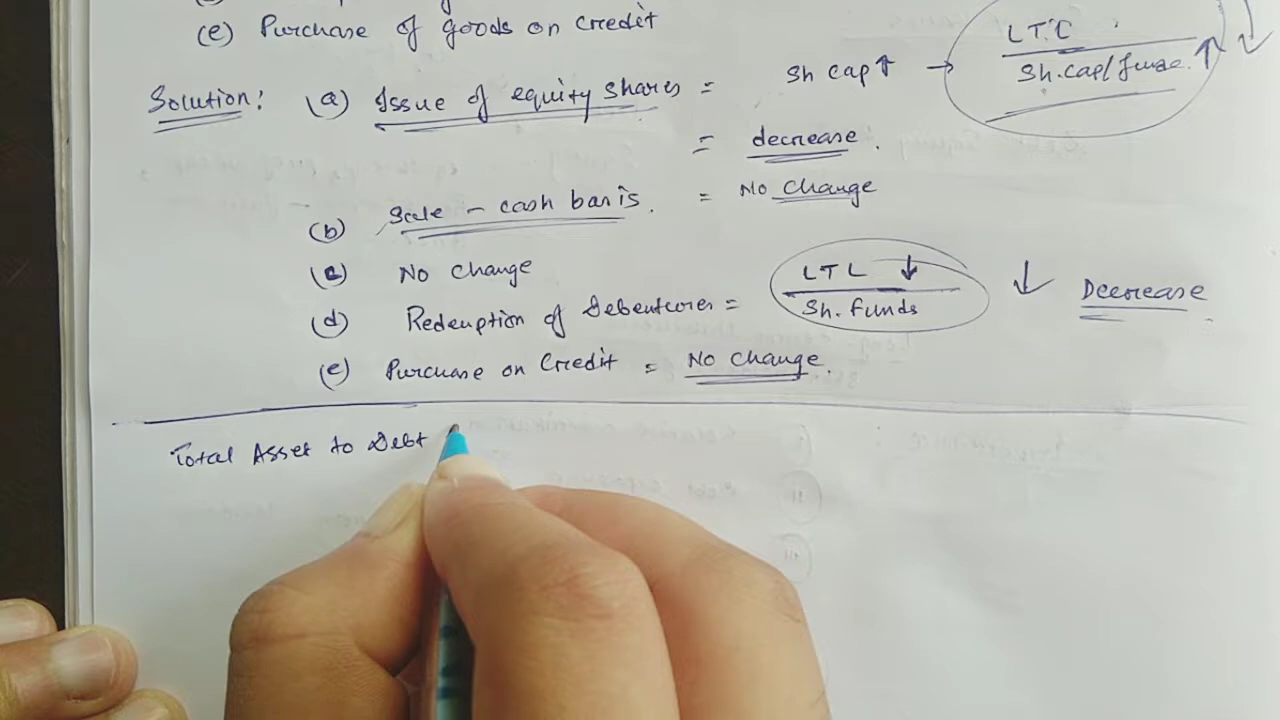 (e) Purchase of goods on credit
Solution: (a) Issue of equity shares = Sh cap↑ → LTL / Sh.cap/funds ↑ ↓
= decrease.
(b) Sale - cash basis. = No change
(c) No change
(d) Redemption of Debentures = LTL ↓ / Sh. Funds ↓ Decrease
(e) Purchase on Credit = No change.
Total Asset to Debt